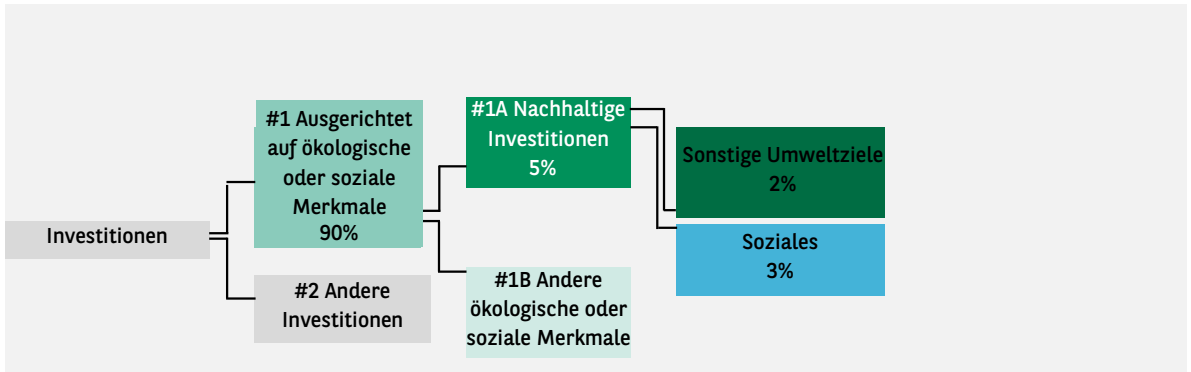 Investitionen
#1 Ausgerichtet
auf ökologische
oder soziale
Merkmale
90%
#2 Andere
Investitionen
#1A Nachhaltige
Investitionen
5%
#1B Andere
ökologische oder
soziale Merkmale
Sonstige Umweltziele
2%
Soziales
3%